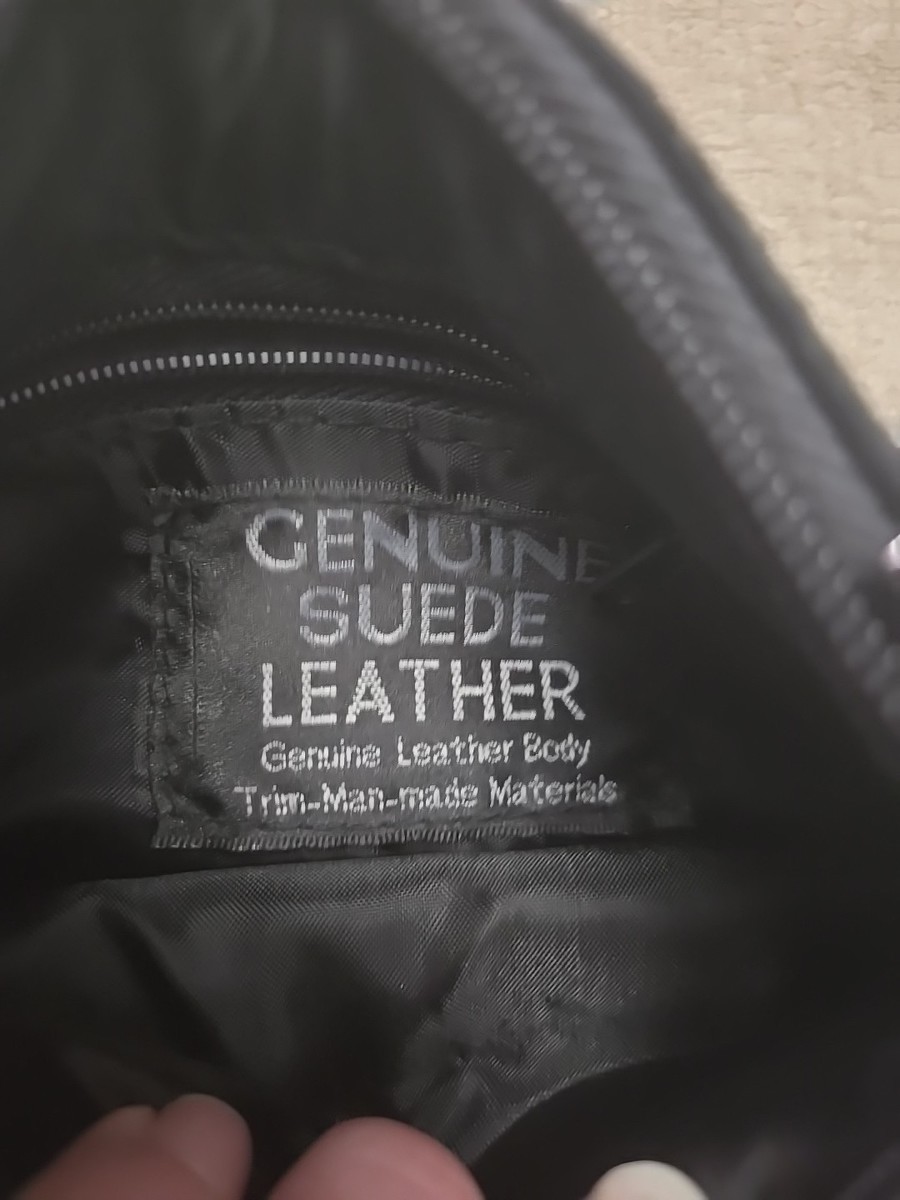 GENUINE
SUEDE
LEATHER
Genuine Leather Body
Trim-Man-made Materials